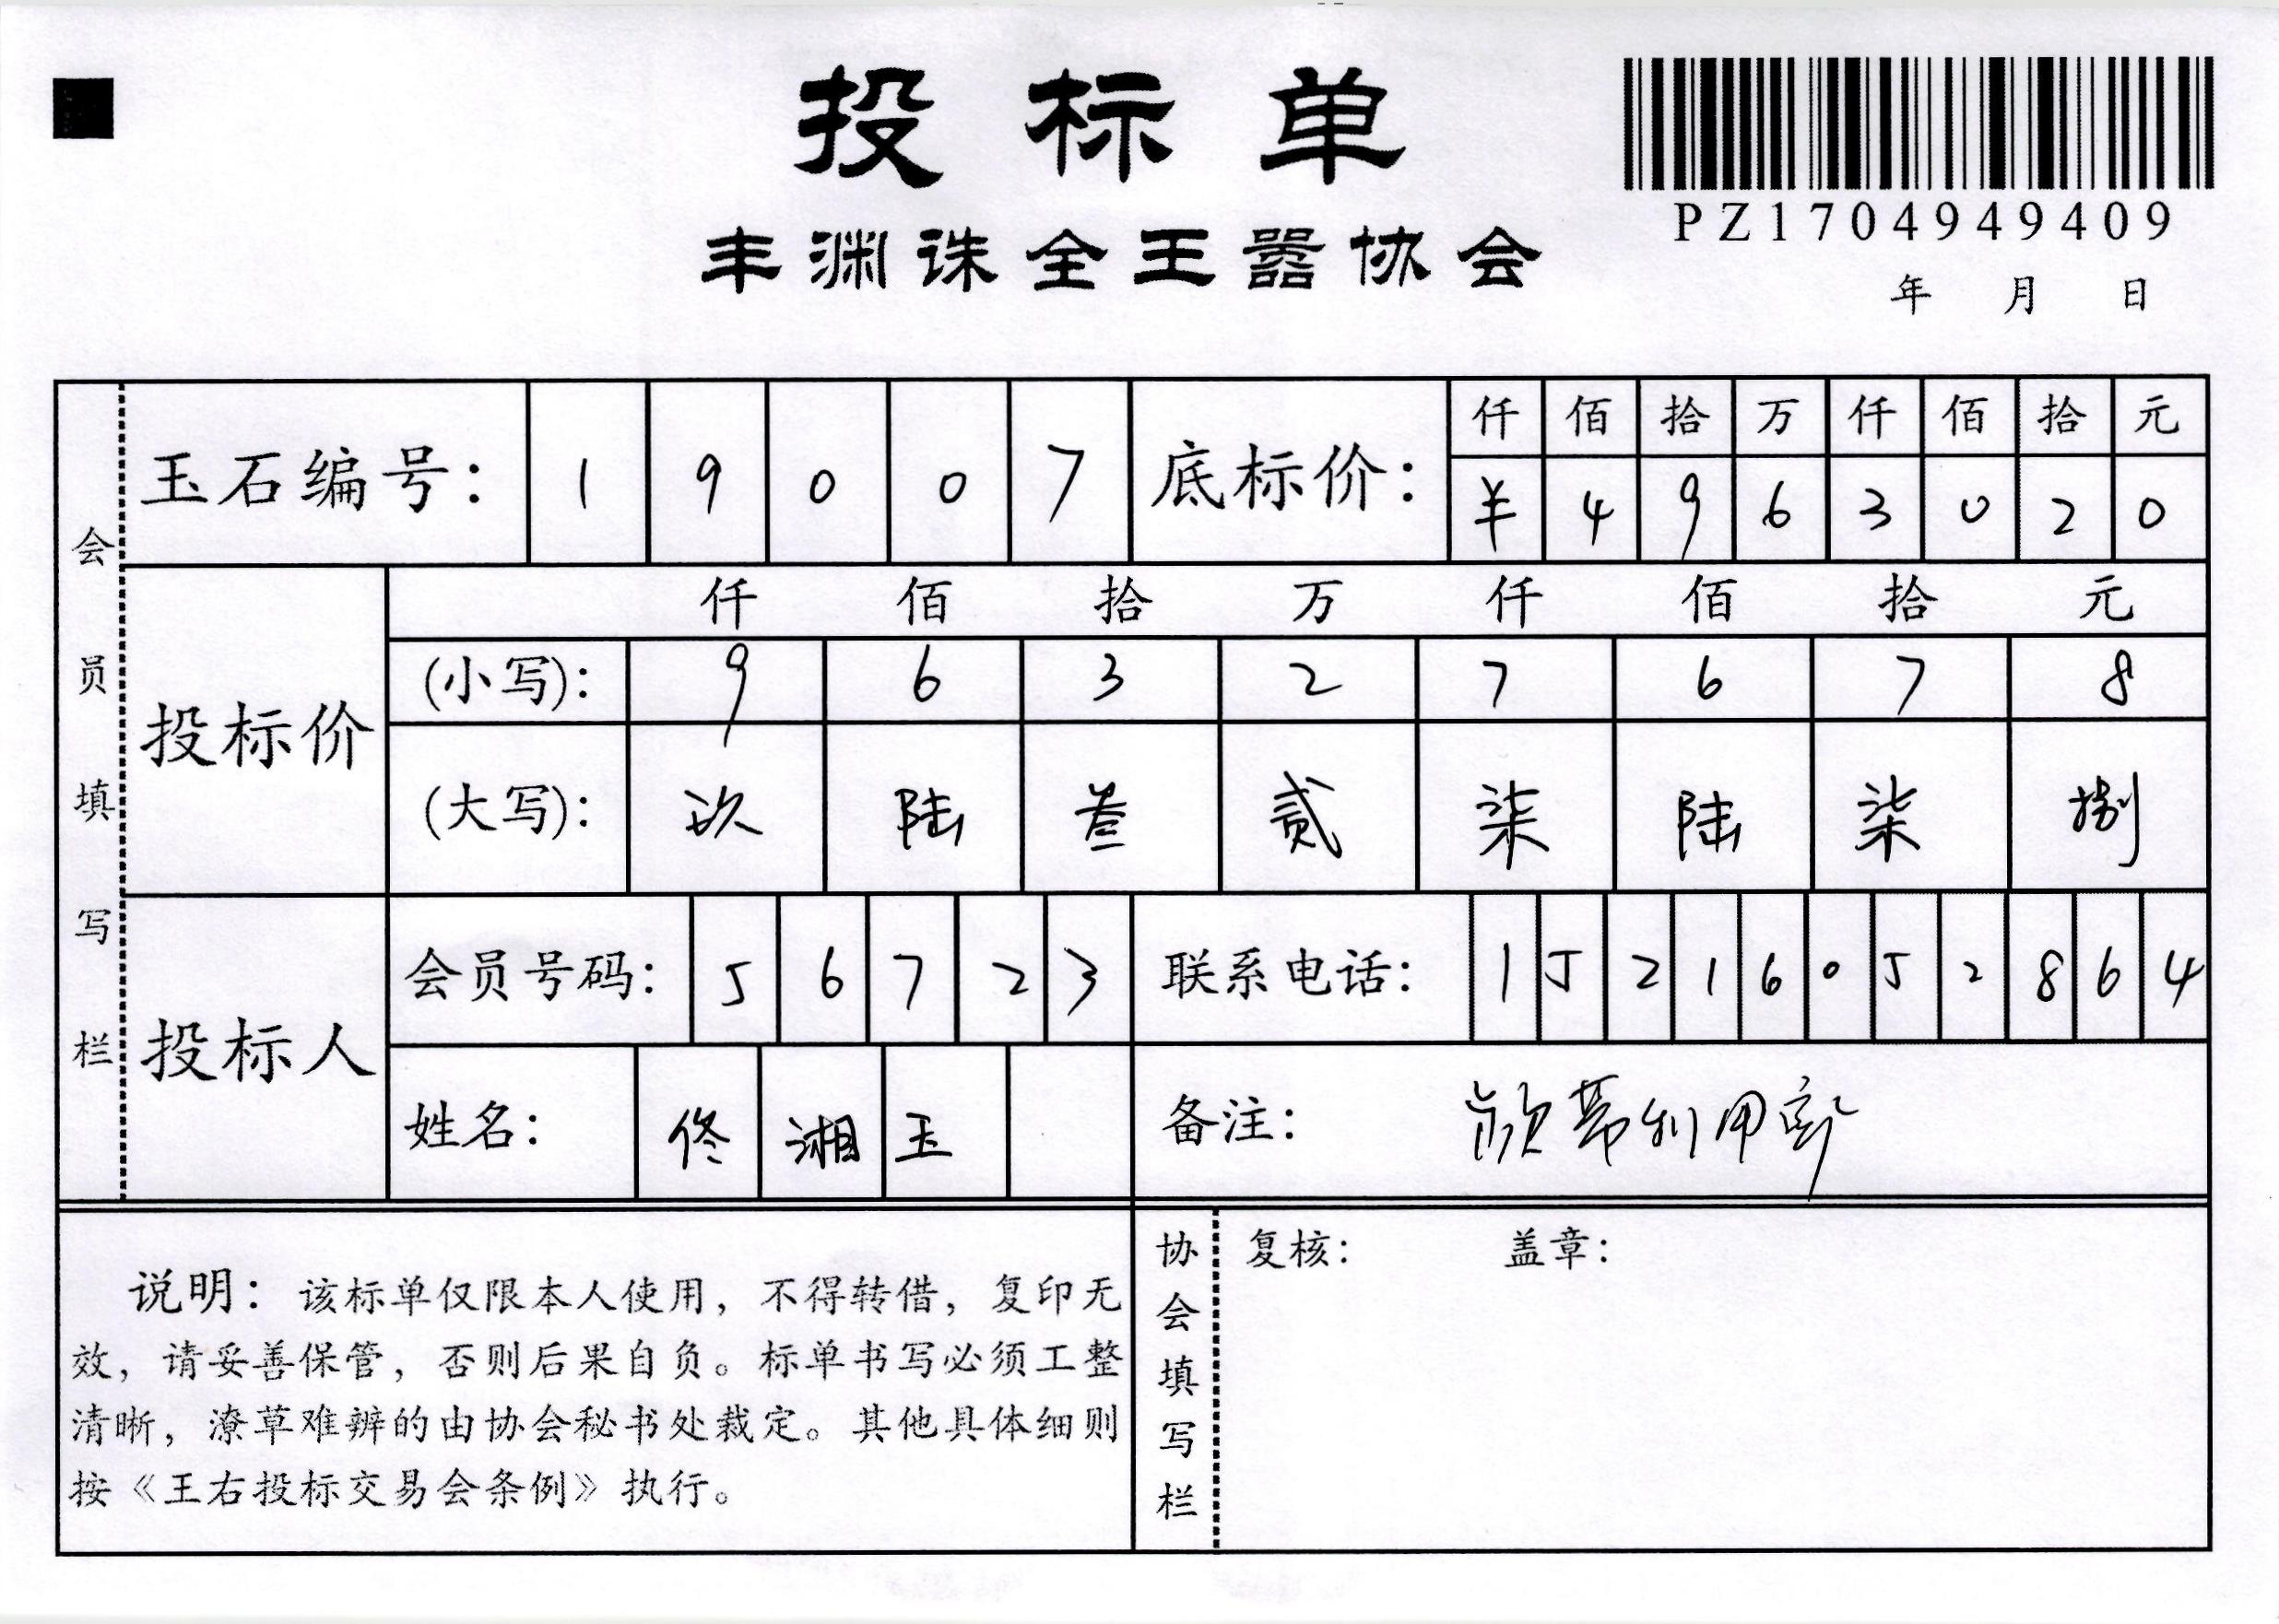 投标单
丰渊诛全王嚣协会
PZ1704949409
年 月 日
会员填写栏
玉石编号： 1 9 0 0 7
底标价： 仟 佰 拾 万 仟 佰 拾 元
¥ 4 9 6 3 0 2 0
投标价
仟 佰 拾 万 仟 佰 拾 元
(小写)： 9 6 3 2 7 6 7 8
(大写)： 玖 陆 叁 贰 柒 陆 柒 捌
投标人
会员号码： 5 6 7 2 3
联系电话： 1 5 2 1 6 0 5 2 8 6 4
姓名： 佟 湘 玉
备注：
说明：该标单仅限本人使用，不得转借，复印无
效，请妥善保管，否则后果自负。标单书写必须工整
清晰，潦草难辨的由协会秘书处裁定。其他具体细则
按《王右投标交易会条例》执行。
协会填写栏
复核： 盖章：